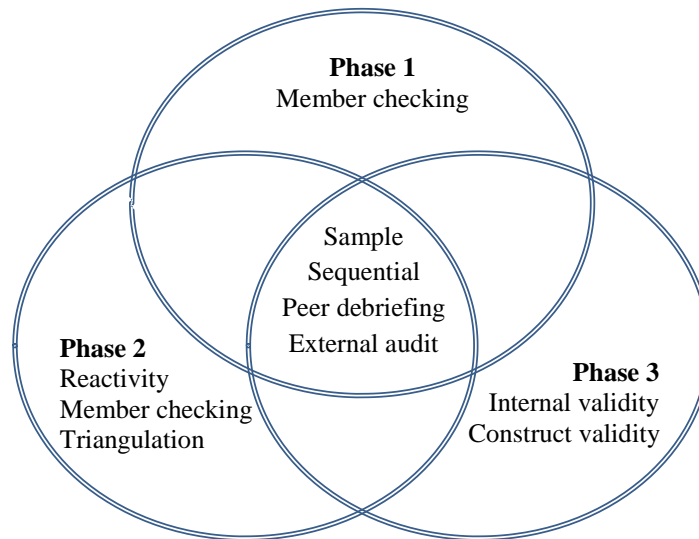 Phase 1
Member checking
Sample
Sequential
Peer debriefing
External audit
Phase 2
Reactivity
Member checking
Triangulation
Phase 3
Internal validity
Construct validity